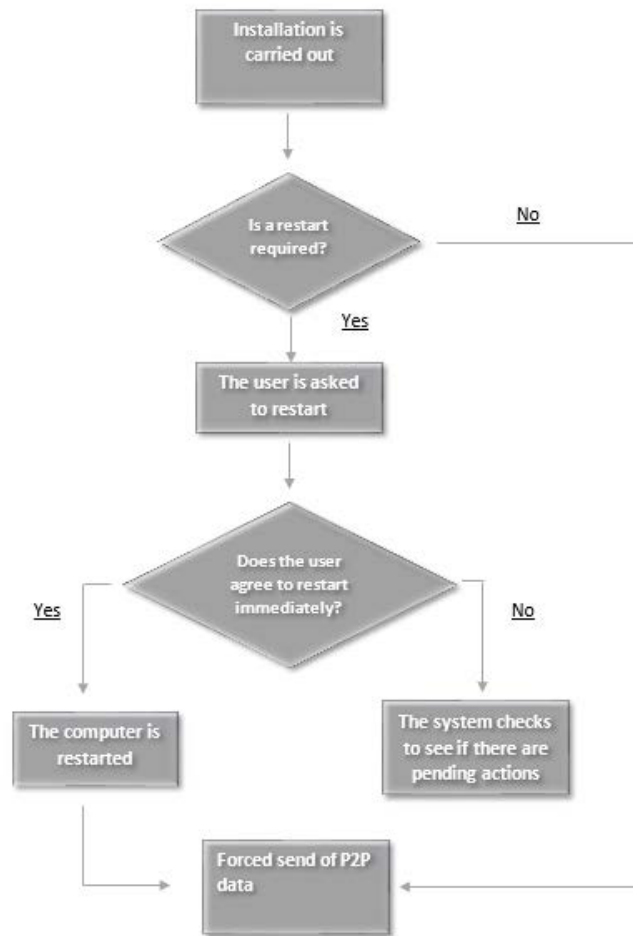 Installation is
carried out
Is a restart
required?
No
Yes
The user is asked
to restart
Does the user
agree to restart
immediately?
Yes
No
The computer is
restarted
The system checks
to see if there are
pending actions
Forced send of P2P
data